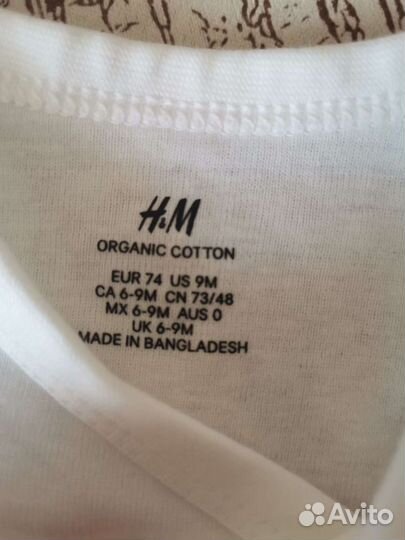 H&M
ORGANIC COTTON
EUR 74 US 9M
CA 6-9M CN 73/48
MX 6-9M AUS 0
UK 6-9M
MADE IN BANGLADESH
Avito